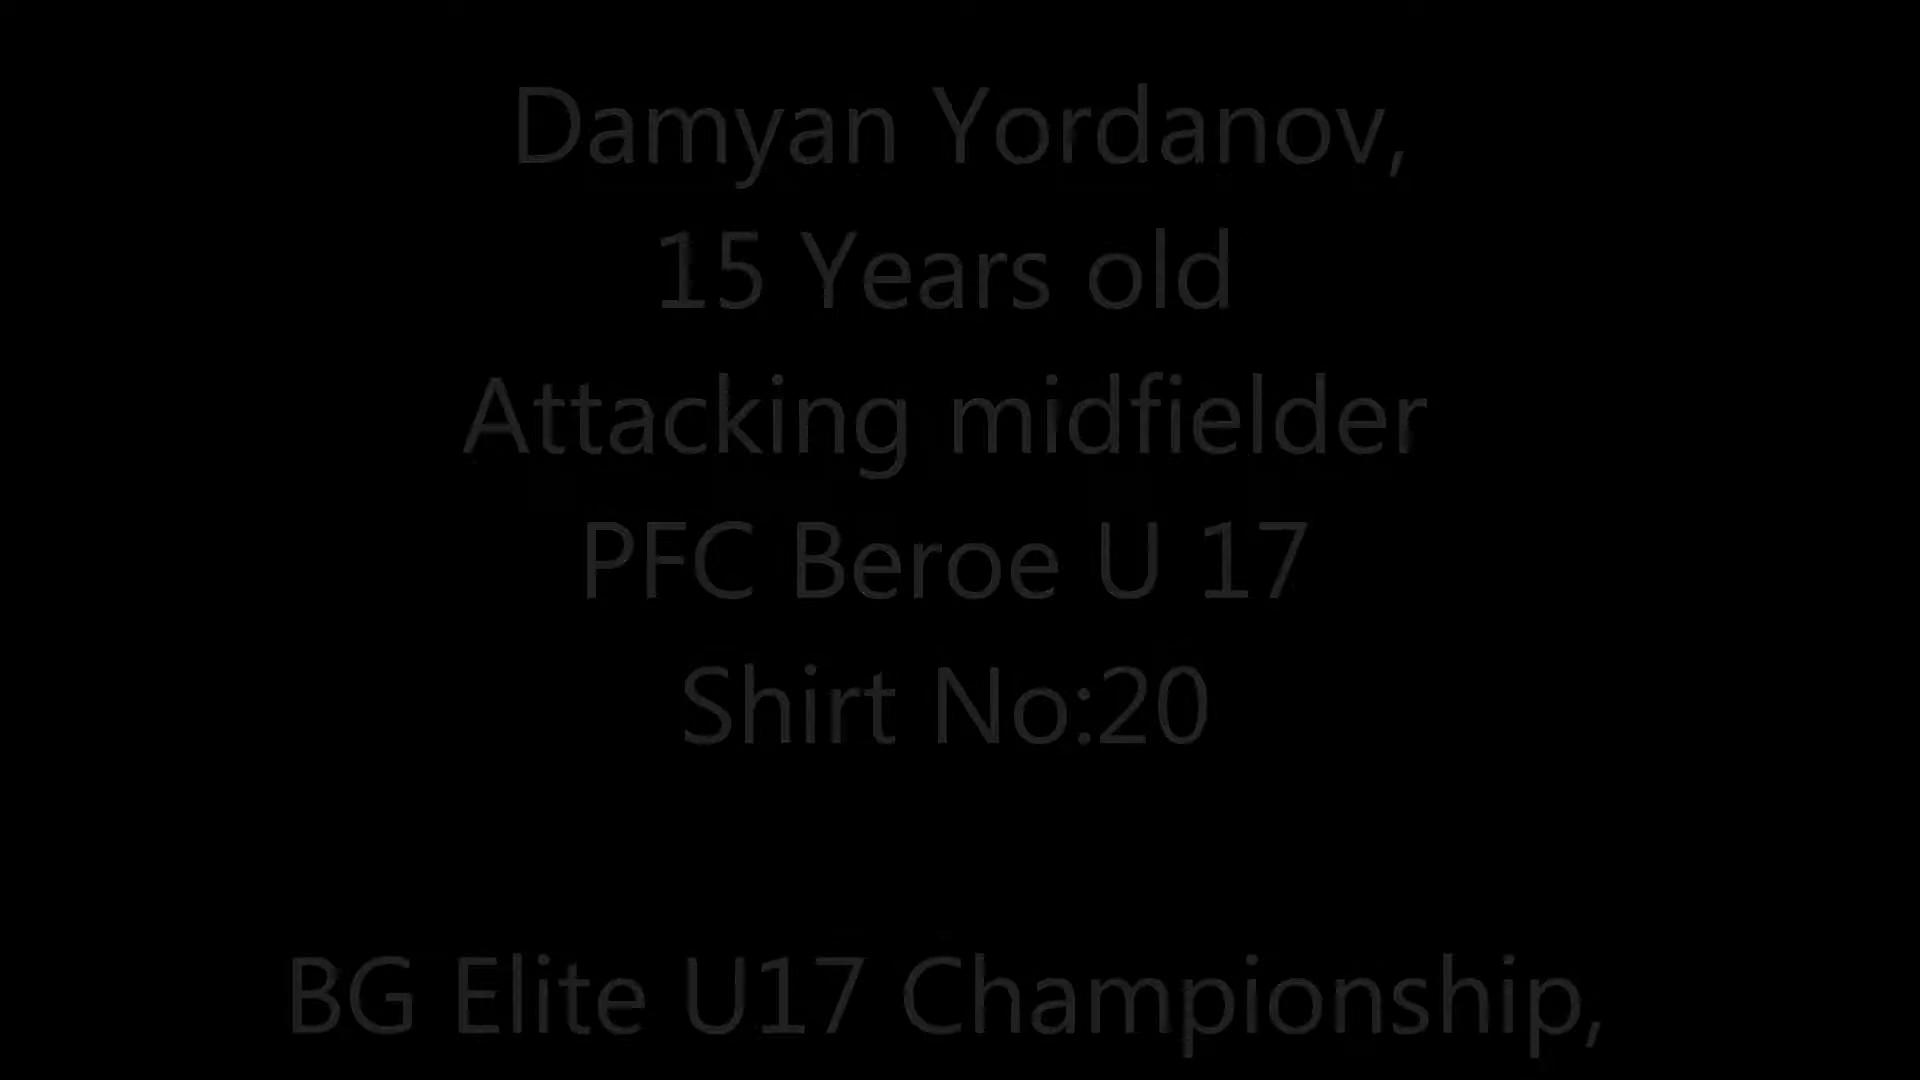 Damyan Yordanov,
15 Years old
Attacking midfielder
PFC Beroe U 17
Shirt No:20
BG Elite U17 Championship,